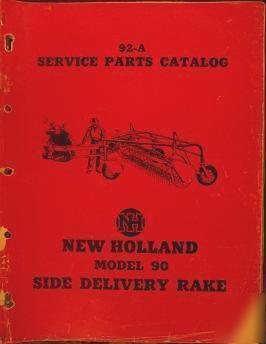 92-A
SERVICE PARTS CATALOG
NH
NEW HOLLAND
MODEL 90
SIDE DELIVERY RAKE